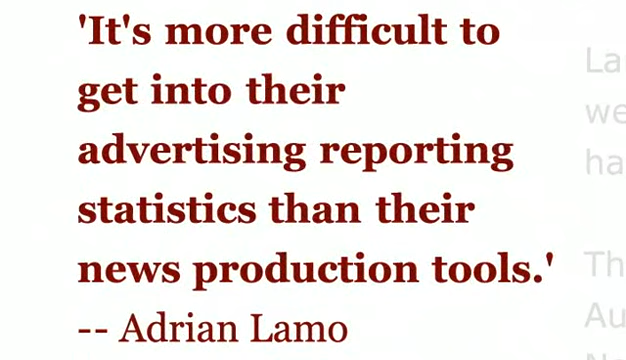 'It's more difficult to
get into their
advertising reporting
statistics than their
news production tools.'
-- Adrian Lamo